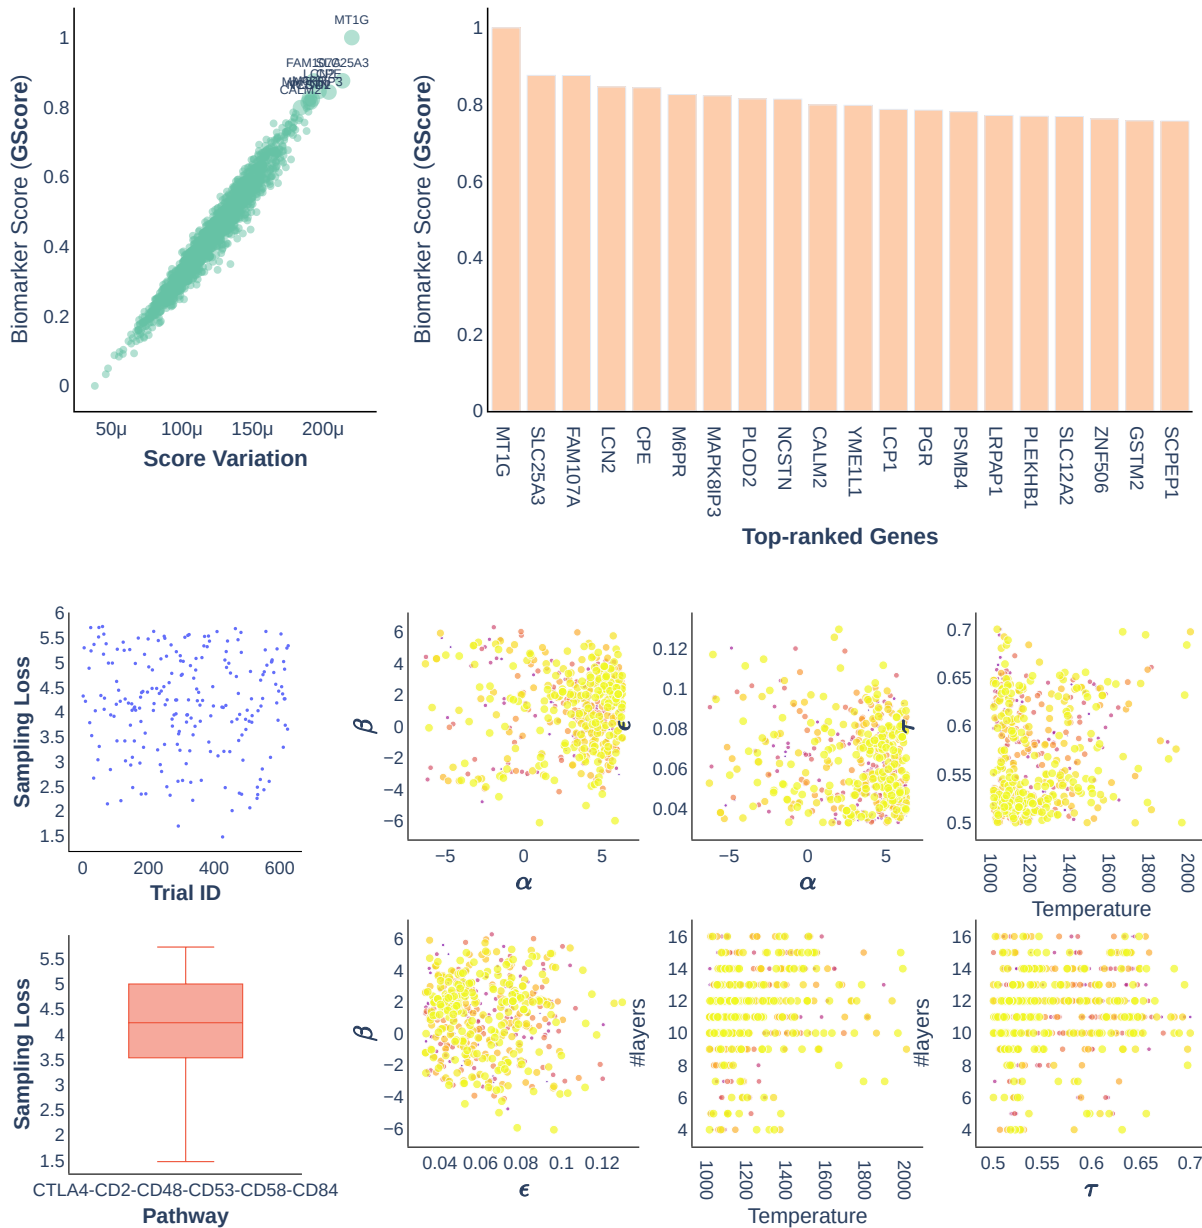 MT1G
FAM107A
SLC25A3
LCN2
CPE
CALM2
1
0.8
0.6
0.4
0.2
0
Biomarker Score (GScore)
50μ
100μ
150μ
200μ
Score Variation
1
0.8
0.6
0.4
0.2
0
Biomarker Score (GScore)
MT1G
SLC25A3
FAM107A
LCN2
CPE
M6PR
MAPK8IP3
PLOD2
NCSTN
CALM2
YME1L1
LCP1
PGR
PSMB4
LRPAP1
PLEKHB1
SLC12A2
ZNF506
GSTM2
SCPEP1
Top-ranked Genes
6
5.5
5
4.5
4
3.5
3
2.5
2
1.5
Sampling Loss
0
200
400
600
Trial ID
6
4
2
0
−2
−4
−6
β
−5
0
5
α
0.12
0.1
0.08
0.06
0.04
ϵ
−5
0
5
α
0.7
0.65
0.6
0.55
0.5
τ
1000
1200
1400
1600
1800
2000
Temperature
5.5
5
4.5
4
3.5
3
2.5
2
1.5
Sampling Loss
CTLA4-CD2-CD48-CD53-CD58-CD84
Pathway
6
4
2
0
−2
−4
−6
β
0.04
0.06
0.08
0.1
0.12
ϵ
16
14
12
10
8
6
4
#layers
1000
1200
1400
1600
1800
2000
Temperature
16
14
12
10
8
6
4
#layers
0.5
0.55
0.6
0.65
0.7
τ